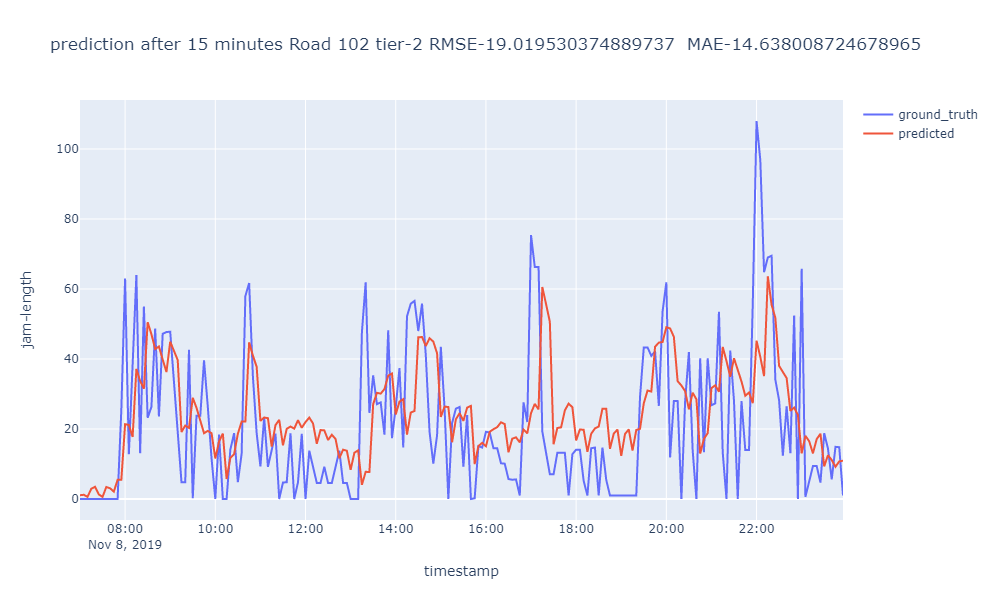 prediction after 15 minutes Road 102 tier-2 RMSE-19.019530374889737  MAE-14.638008724678965
ground_truth
predicted
jam-length
100
80
60
40
20
0
08:00 10:00 12:00 14:00 16:00 18:00 20:00 22:00
Nov 8, 2019
timestamp